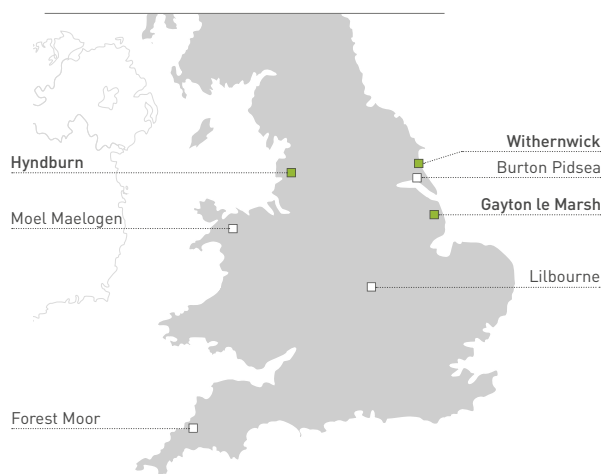 Withernwick
Hyndburn
Burton Pidsea
Gayton le Marsh
Moel Maelogen
Lilbourne
Forest Moor